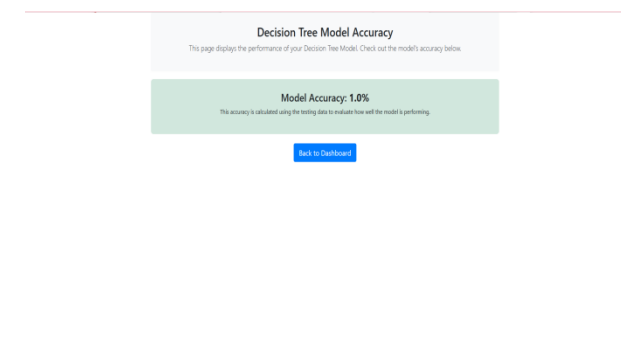 Decision Tree Model Accuracy
This page displays the performance of your Decision Tree Model. Check out the model's accuracy below.
Model Accuracy: 1.0%
This accuracy is calculated using the testing data to evaluate how well the model is performing.
Back to Dashboard